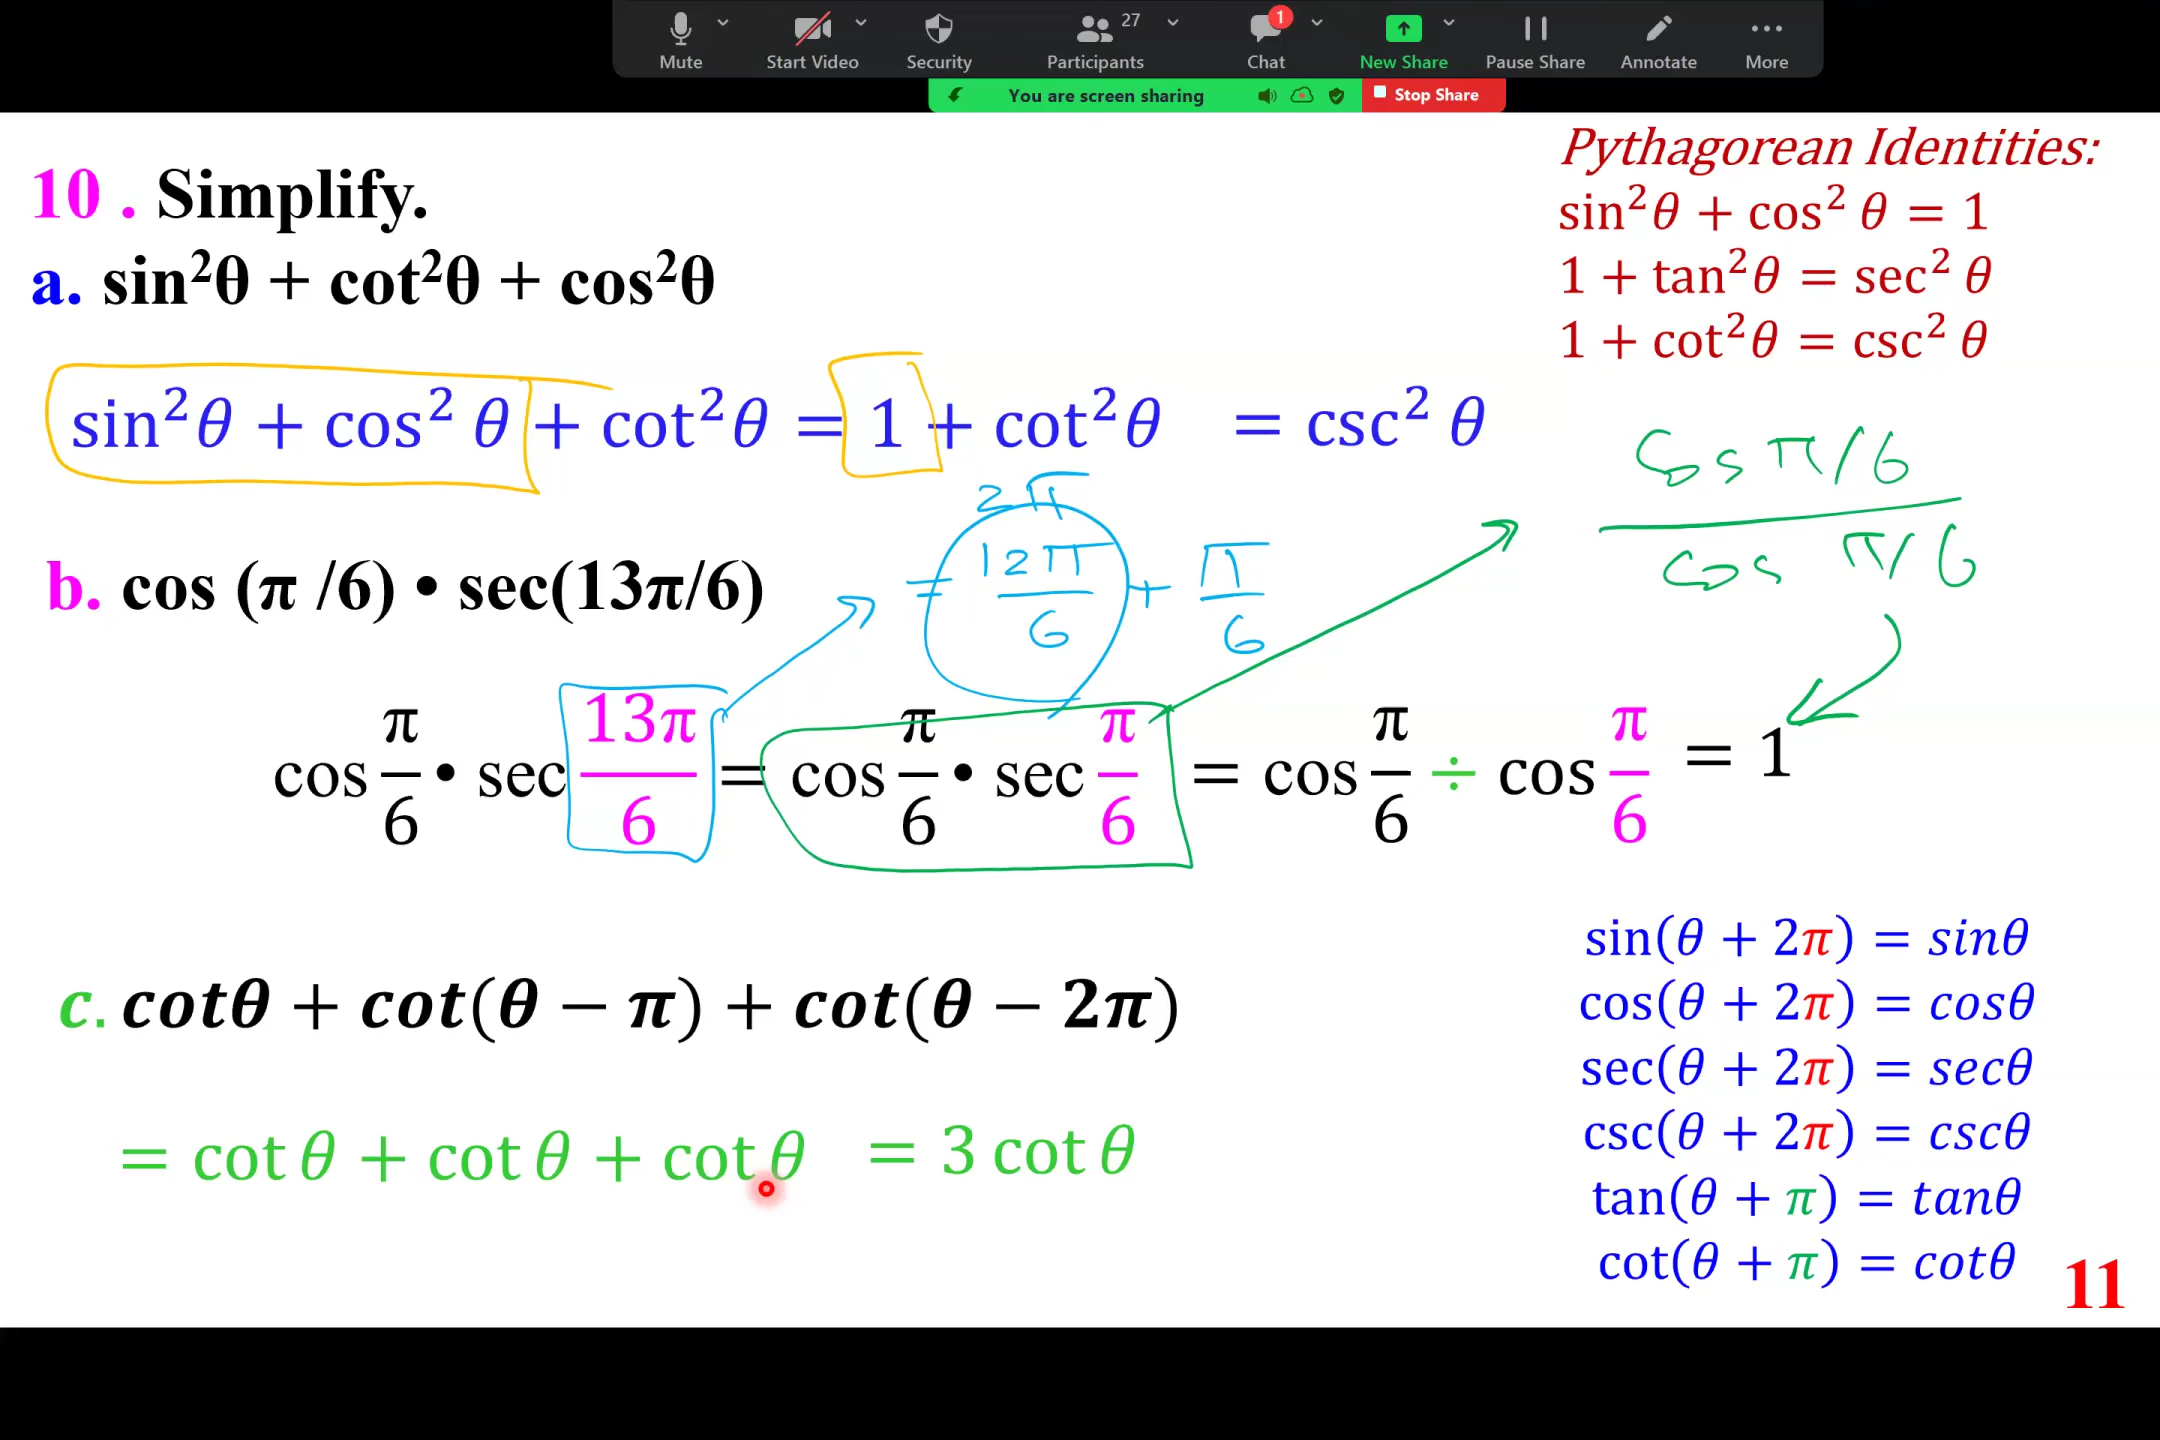 Mute Start Video Security Participants 27 Chat 1 New Share Pause Share Annotate More
You are screen sharing Stop Share
Pythagorean Identities:
sin²θ + cos² θ = 1
1 + tan²θ = sec² θ
1 + cot²θ = csc² θ
10 . Simplify.
a. sin²θ + cot²θ + cos²θ
sin²θ + cos² θ + cot²θ = 1 + cot²θ = csc² θ
cos π/6
cos π/6
2π
= 12π/6 + π/6
b. cos (π /6) • sec(13π/6)
cos π/6 • sec 13π/6 = cos π/6 • sec π/6 = cos π/6 ÷ cos π/6 = 1
c. cotθ + cot(θ − π) + cot(θ − 2π)
= cot θ + cot θ + cot θ = 3 cot θ
sin(θ + 2π) = sinθ
cos(θ + 2π) = cosθ
sec(θ + 2π) = secθ
csc(θ + 2π) = cscθ
tan(θ + π) = tanθ
cot(θ + π) = cotθ
11